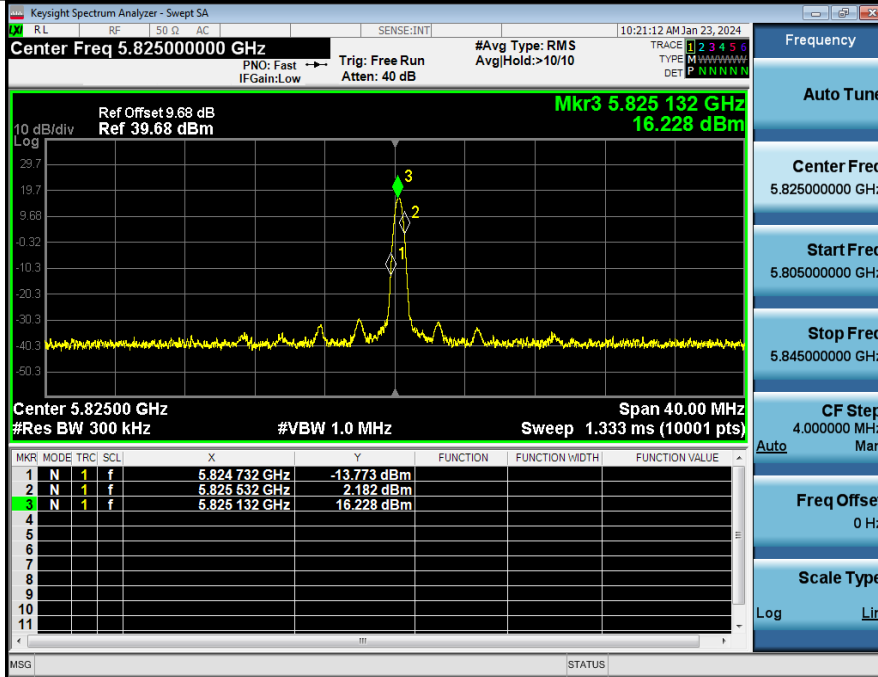 Keysight Spectrum Analyzer - Swept SA
LXI RL RF 50 Ω AC SENSE:INT 10:21:12 AM Jan 23, 2024
Center Freq 5.825000000 GHz
PNO: Fast
IFGain:Low
Trig: Free Run
Atten: 40 dB
#Avg Type: RMS
Avg|Hold:>10/10
TRACE 1 2 3 4 5 6
TYPE M WWWWW
DET P N N N N N
Mkr3 5.825 132 GHz
16.228 dBm
Ref Offset 9.68 dB
10 dB/div Ref 39.68 dBm
Log
29.7
19.7
9.68
-0.32
-10.3
-20.3
-30.3
-40.3
-50.3
3
2
1
Center 5.82500 GHz Span 40.00 MHz
#Res BW 300 kHz #VBW 1.0 MHz Sweep 1.333 ms (10001 pts)
MKR MODE TRC SCL X Y FUNCTION FUNCTION WIDTH FUNCTION VALUE
1 N 1 f 5.824 732 GHz -13.773 dBm
2 N 1 f 5.825 532 GHz 2.182 dBm
3 N 1 f 5.825 132 GHz 16.228 dBm
4
5
6
7
8
9
10
11
MSG STATUS
Frequency
Auto Tune
Center Freq
5.825000000 GHz
Start Freq
5.805000000 GHz
Stop Freq
5.845000000 GHz
CF Step
4.000000 MHz
Auto Man
Freq Offset
0 Hz
Scale Type
Log Lin